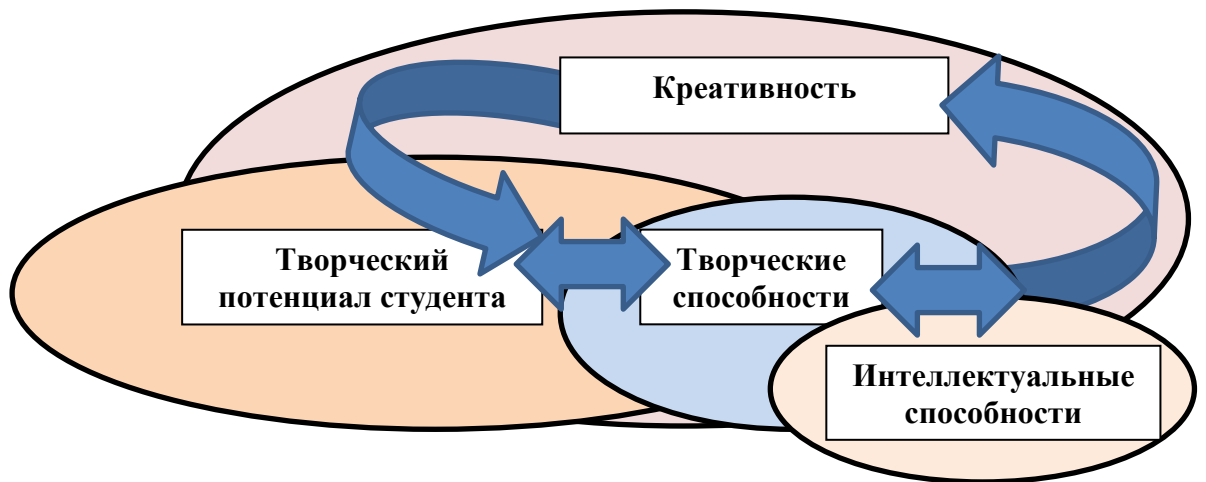 Креативность
Творческий
потенциал студента
Творческие
способности
Интеллектуальные
способности